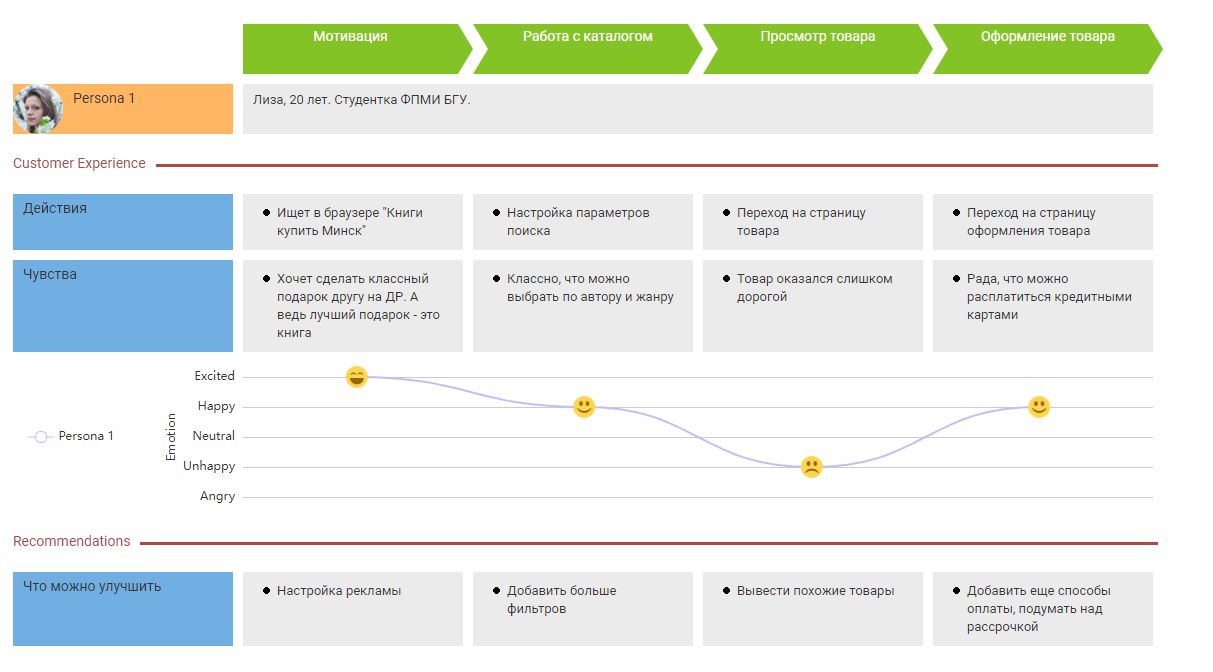 Мотивация
Работа с каталогом
Просмотр товара
Оформление товара
Persona 1
Лиза, 20 лет. Студентка ФПМИ БГУ.
Customer Experience
Действия
Ищет в браузере "Книги
купить Минск"
Настройка параметров
поиска
Переход на страницу
товара
Переход на страницу
оформления товара
Чувства
Хочет сделать классный
подарок другу на ДР. А
ведь лучший подарок - это
книга
Классно, что можно
выбрать по автору и жанру
Товар оказался слишком
дорогой
Рада, что можно
расплатиться кредитными
картами
Persona 1
Emotion
Excited
Happy
Neutral
Unhappy
Angry
Recommendations
Что можно улучшить
Настройка рекламы
Добавить больше
фильтров
Вывести похожие товары
Добавить еще способы
оплаты, подумать над
рассрочкой